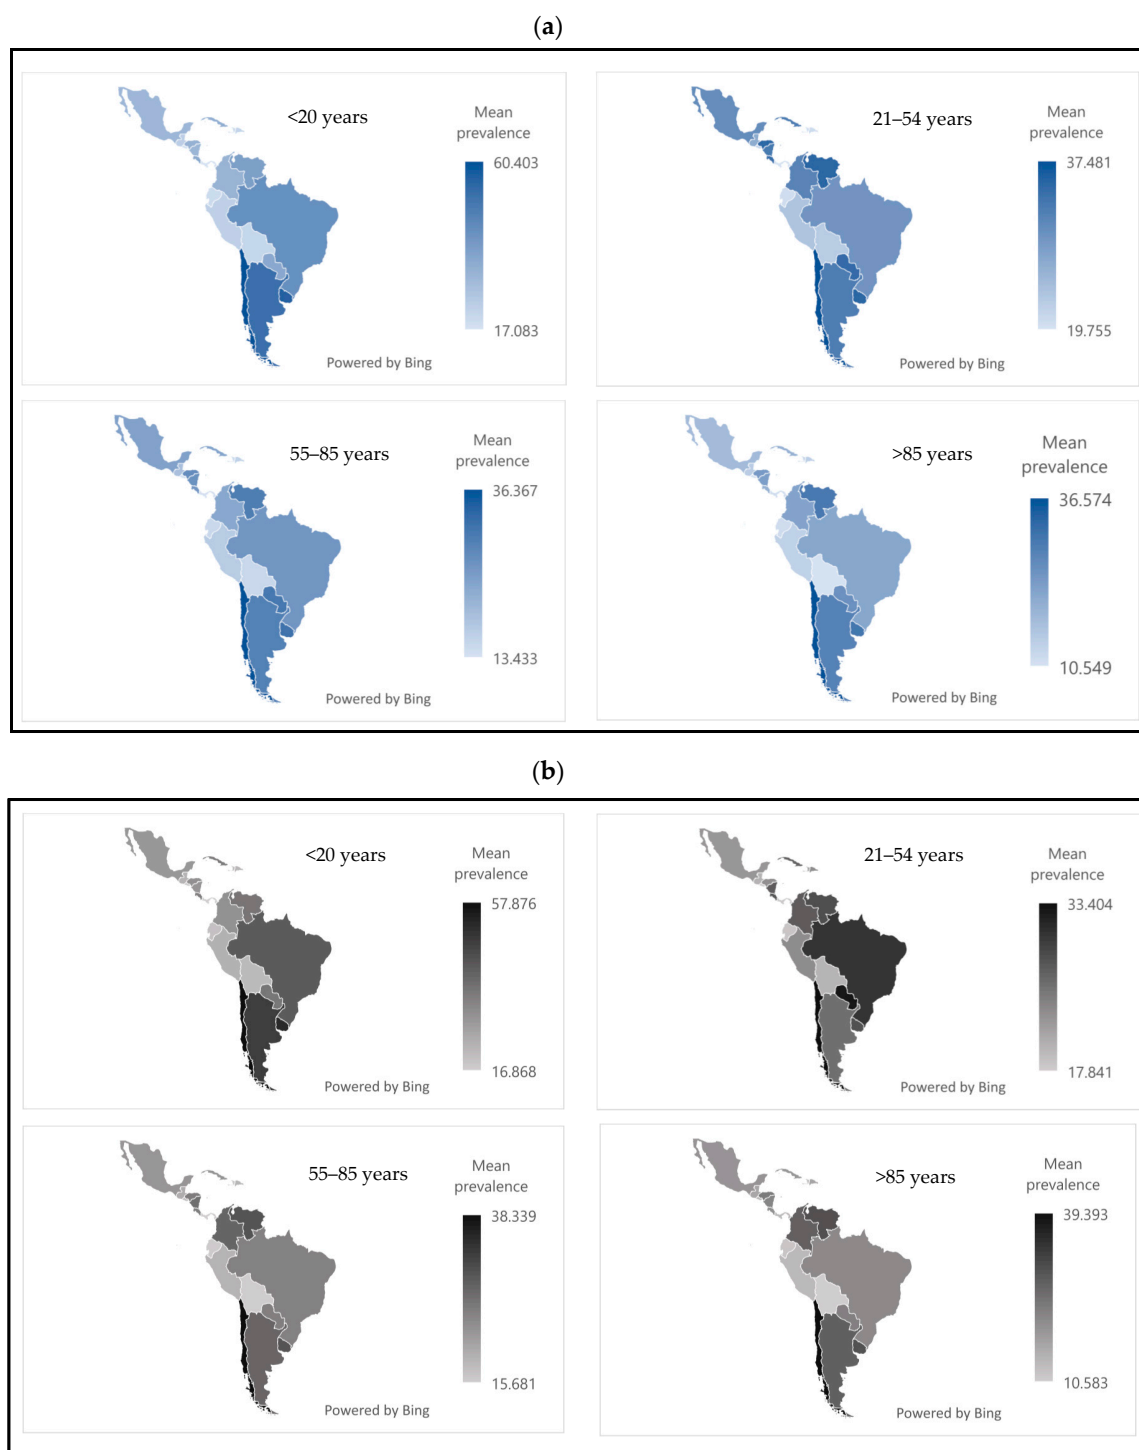 (a)
<20 years
Mean
prevalence
60.403
17.083
Powered by Bing
21–54 years
Mean
prevalence
37.481
19.755
Powered by Bing
55–85 years
Mean
prevalence
36.367
13.433
Powered by Bing
>85 years
Mean
prevalence
36.574
10.549
Powered by Bing
(b)
<20 years
Mean
prevalence
57.876
16.868
Powered by Bing
21–54 years
Mean
prevalence
33.404
17.841
Powered by Bing
55–85 years
Mean
prevalence
38.339
15.681
Powered by Bing
>85 years
Mean
prevalence
39.393
10.583
Powered by Bing